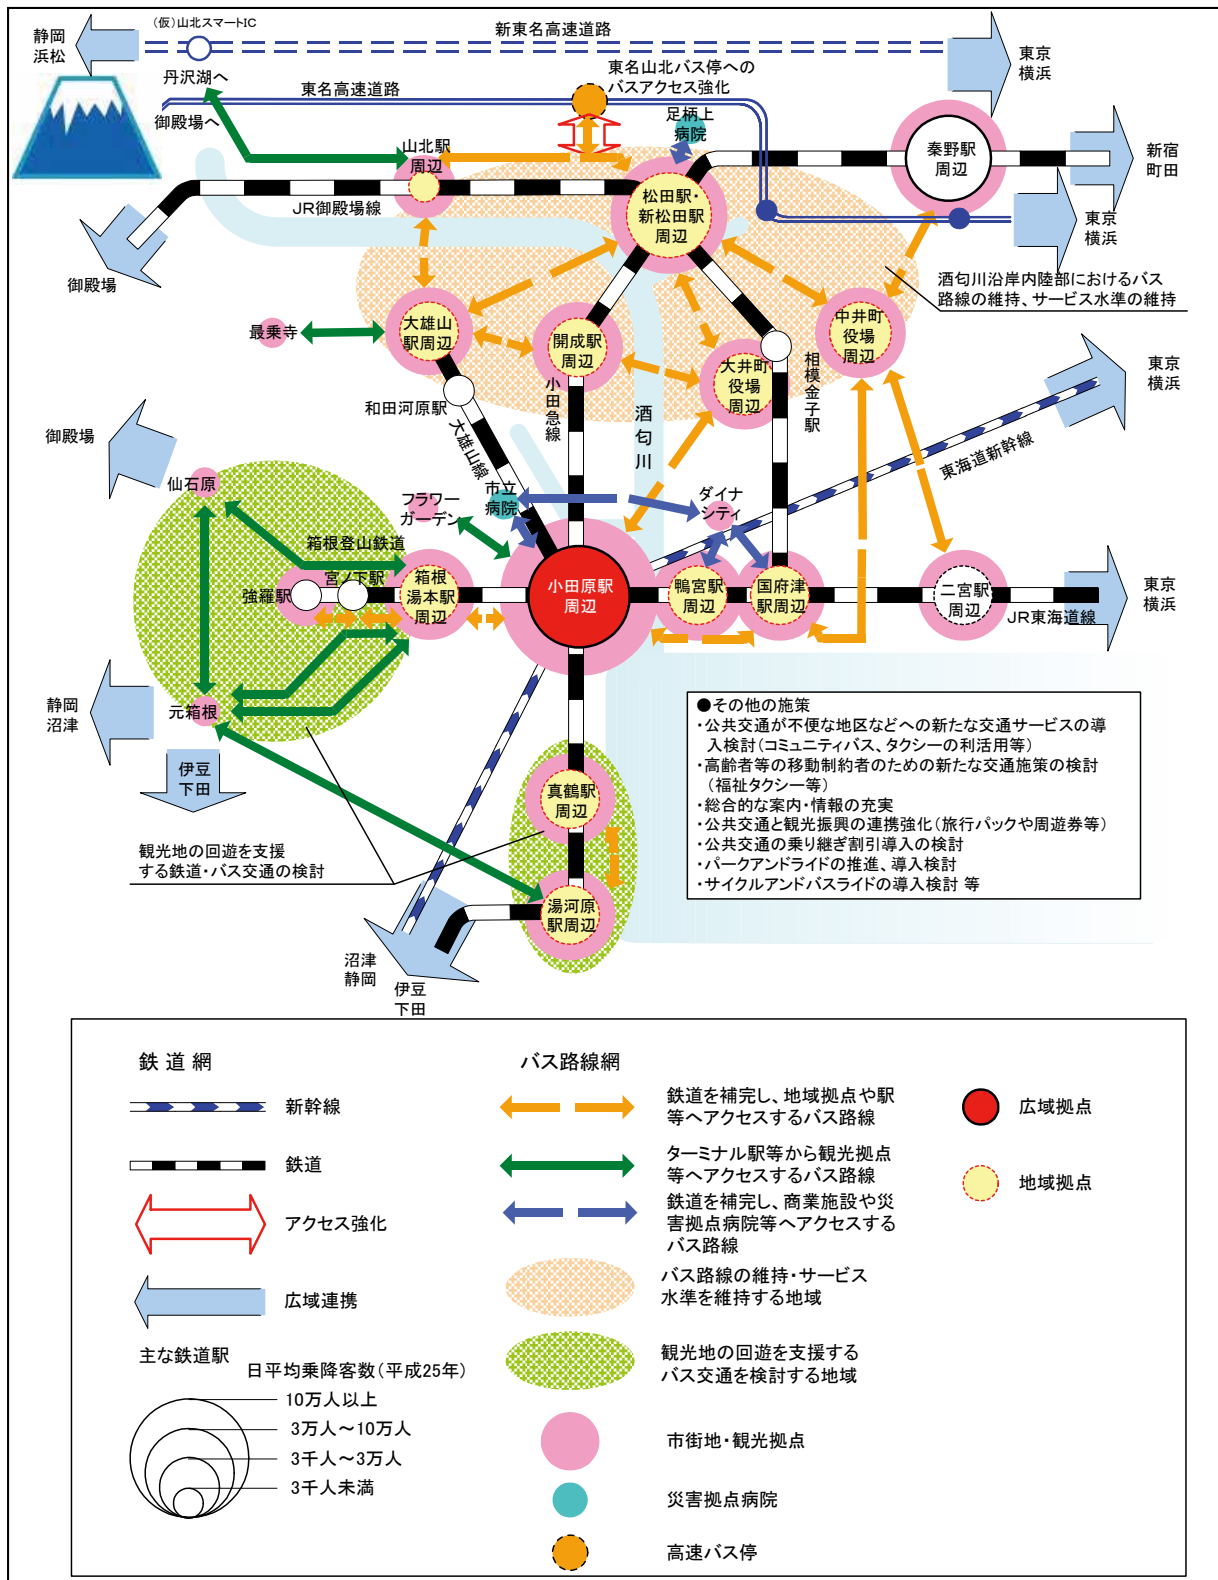 (仮)山北スマートIC
静岡
浜松
新東名高速道路
東京
横浜
丹沢湖へ
東名高速道路
東名山北バス停への
バスアクセス強化
御殿場へ
足柄上
病院
山北駅
周辺
秦野駅
周辺
新宿
町田
JR御殿場線
松田駅・
新松田駅
周辺
東京
横浜
御殿場
酒匂川沿岸内陸部におけるバス
路線の維持、サービス水準の維持
最乗寺
大雄山
駅周辺
開成駅
周辺
大井町
役場
周辺
相模金子駅
中井町
役場
周辺
東京
横浜
和田河原駅
小田急線
酒匂川
大雄山線
東海道新幹線
御殿場
仙石原
フラワー
ガーデン
市立
病院
ダイナ
シティ
箱根登山鉄道
宮ノ下駅
強羅駅
箱根
湯本駅
周辺
小田原駅
周辺
鴨宮駅
周辺
国府津
駅周辺
二宮駅
周辺
JR東海道線
東京
横浜
静岡
沼津
元箱根
伊豆
下田
●その他の施策
・公共交通が不便な地区などへの新たな交通サービスの導
入検討(コミュニティバス、タクシーの利活用等)
・高齢者等の移動制約者のための新たな交通施策の検討
(福祉タクシー等)
・総合的な案内・情報の充実
・公共交通と観光振興の連携強化(旅行パックや周遊券等)
・公共交通の乗り継ぎ割引導入の検討
・パークアンドライドの推進、導入検討
・サイクルアンドバスライドの導入検討 等
真鶴駅
周辺
観光地の回遊を支援
する鉄道・バス交通の検討
湯河原
駅周辺
沼津
静岡
伊豆
下田
鉄道網
新幹線
鉄道
アクセス強化
広域連携
主な鉄道駅
日平均乗降客数(平成25年)
10万人以上
3万人～10万人
3千人～3万人
3千人未満
バス路線網
鉄道を補完し、地域拠点や駅
等へアクセスするバス路線
ターミナル駅等から観光拠点
等へアクセスするバス路線
鉄道を補完し、商業施設や災
害拠点病院等へアクセスする
バス路線
バス路線の維持・サービス
水準を維持する地域
観光地の回遊を支援する
バス交通を検討する地域
市街地・観光拠点
災害拠点病院
高速バス停
広域拠点
地域拠点